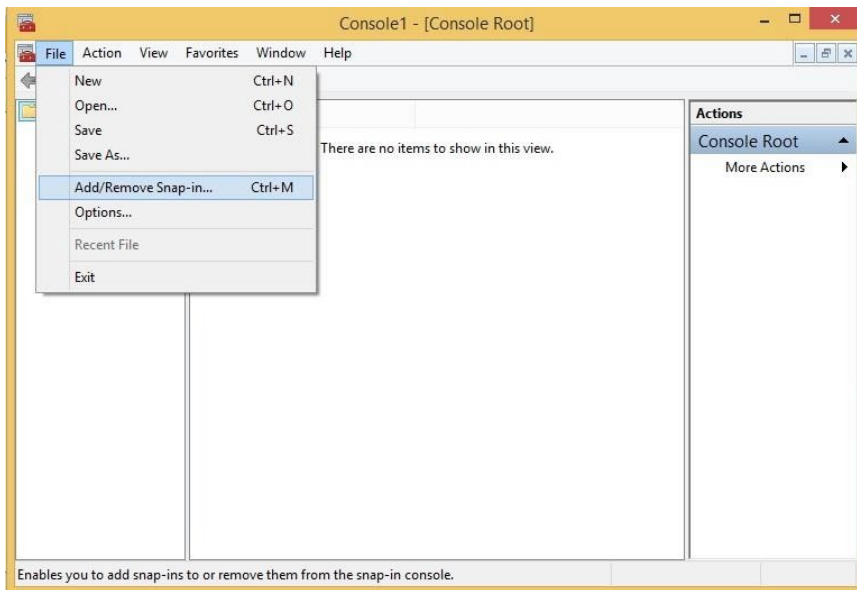 Console1 - [Console Root]
File Action View Favorites Window Help
New Ctrl+N
Open... Ctrl+O
Save Ctrl+S
Save As...
Add/Remove Snap-in... Ctrl+M
Options...
Recent File
Exit
There are no items to show in this view.
Actions
Console Root
More Actions
Enables you to add snap-ins to or remove them from the snap-in console.